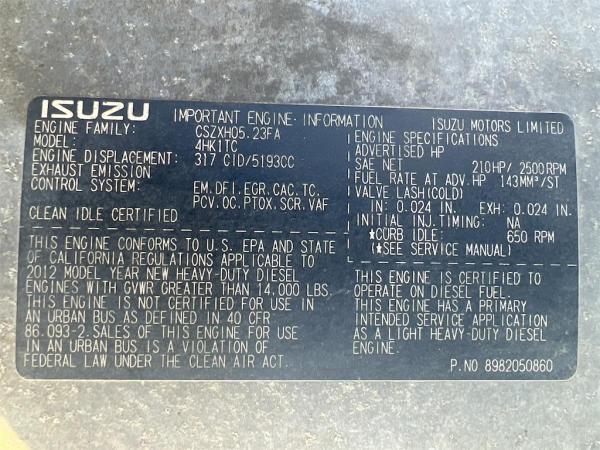 ISUZU IMPORTANT ENGINE INFORMATION ISUZU MOTORS LIMITED
ENGINE FAMILY: CSZXH05.23FA
MODEL: 4HK1TC
ENGINE DISPLACEMENT: 317 CID/5193CC
EXHAUST EMISSION
CONTROL SYSTEM: EM.DFI.EGR.CAC.TC.
PCV.OC.PTOX.SCR.VAF
CLEAN IDLE CERTIFIED
THIS ENGINE CONFORMS TO U.S. EPA AND STATE
OF CALIFORNIA REGULATIONS APPLICABLE TO
2012 MODEL YEAR NEW HEAVY-DUTY DIESEL
ENGINES WITH GVWR GREATER THAN 14,000 LBS.
THIS ENGINE IS NOT CERTIFIED FOR USE IN
AN URBAN BUS AS DEFINED IN 40 CFR
86.093-2.SALES OF THIS ENGINE FOR USE
IN AN URBAN BUS IS A VIOLATION OF
FEDERAL LAW UNDER THE CLEAN AIR ACT.
ENGINE SPECIFICATIONS
ADVERTISED HP
SAE NET 210HP/2500RPM
FUEL RATE AT ADV.HP 143MM³/ST
VALVE LASH(COLD)
IN: 0.024 IN. EXH: 0.024 IN.
INITIAL INJ.TIMING: NA
*CURB IDLE: 650 RPM
(*SEE SERVICE MANUAL)
THIS ENGINE IS CERTIFIED TO
OPERATE ON DIESEL FUEL.
THIS ENGINE HAS A PRIMARY
INTENDED SERVICE APPLICATION
AS A LIGHT HEAVY-DUTY DIESEL
ENGINE.
P.NO 8982050860